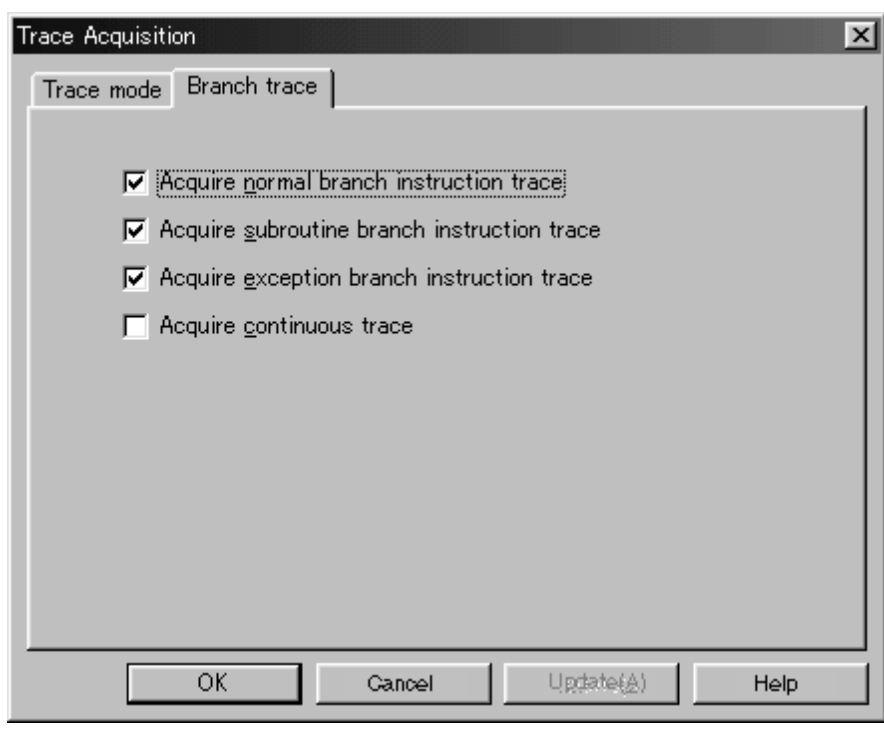 Trace Acquisition
Trace mode Branch trace
Acquire normal branch instruction trace
Acquire subroutine branch instruction trace
Acquire exception branch instruction trace
Acquire continuous trace
OK Cancel Update(A) Help